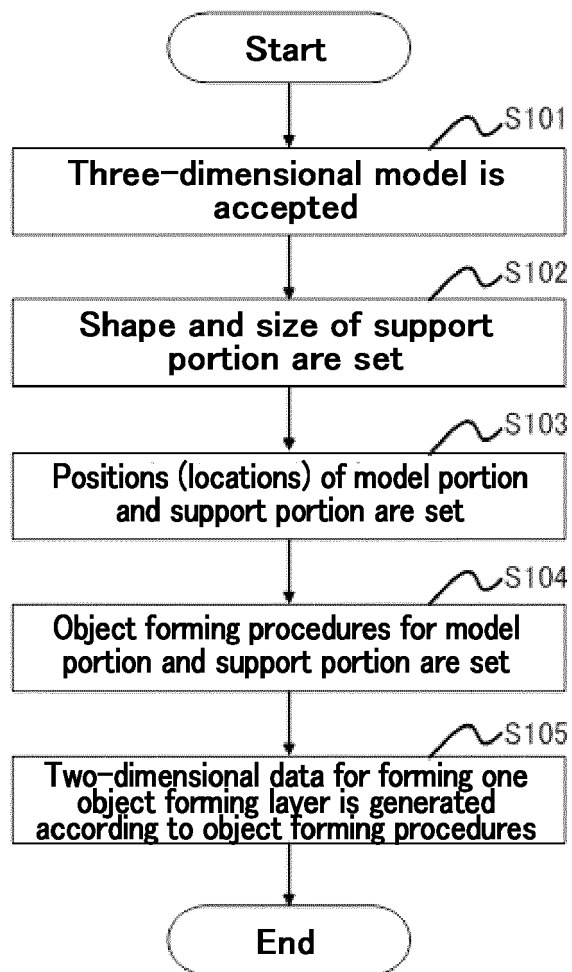 Start
S101
Three-dimensional model is
accepted
S102
Shape and size of support
portion are set
S103
Positions (locations) of model portion
and support portion are set
S104
Object forming procedures for model
portion and support portion are set
S105
Two-dimensional data for forming one
object forming layer is generated
according to object forming procedures
End